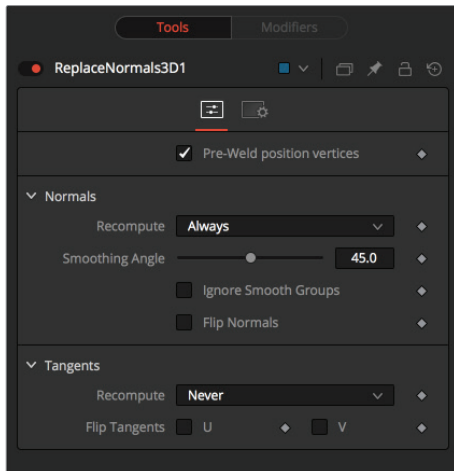 Tools Modifiers
ReplaceNormals3D1
Pre-Weld position vertices
Normals
Recompute Always
Smoothing Angle 45.0
Ignore Smooth Groups
Flip Normals
Tangents
Recompute Never
Flip Tangents U V